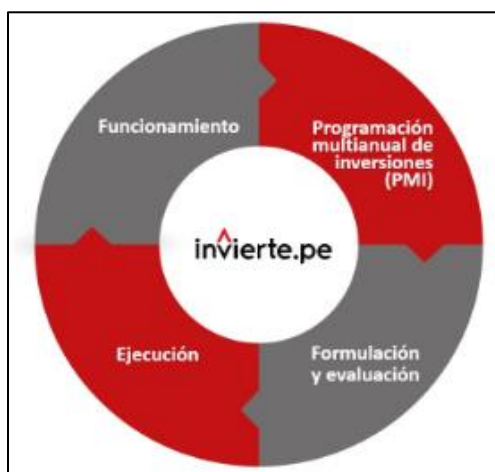 Funcionamiento
Programación
multianual de
inversiones
(PMI)
invierte.pe
Ejecución
Formulación
y evaluación